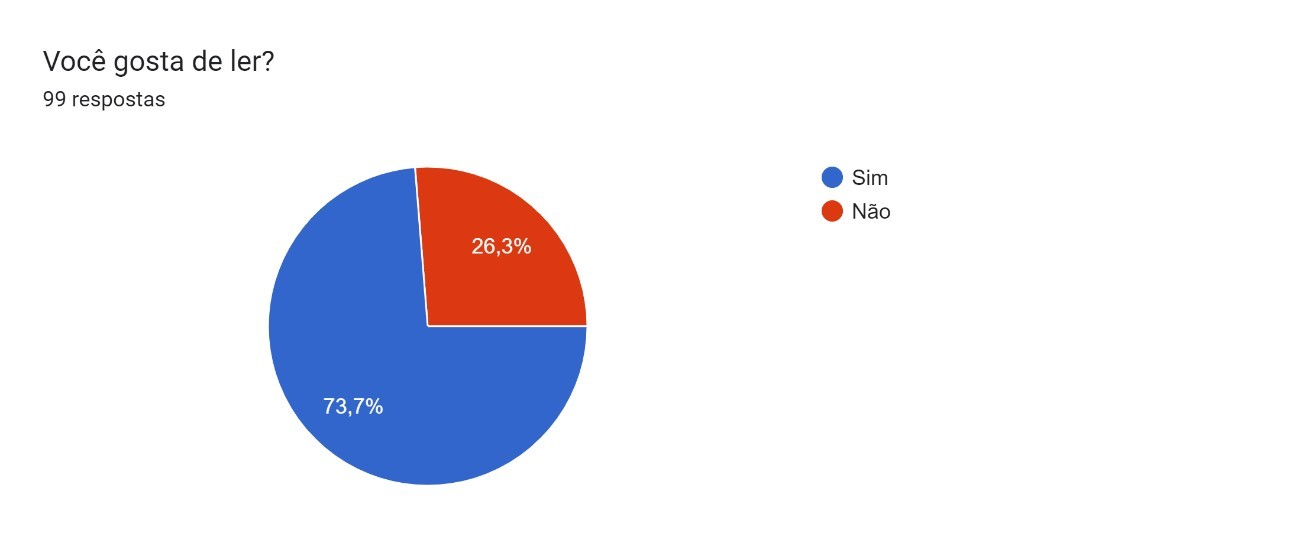 Você gosta de ler?
99 respostas
Sim
Não
26,3%
73,7%